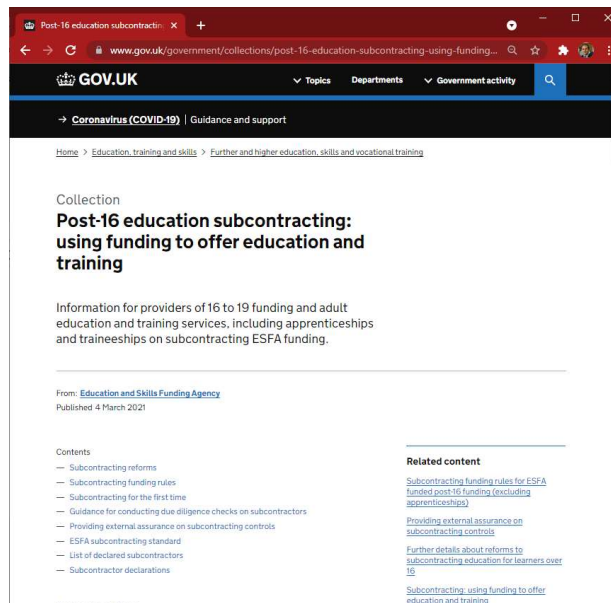 Post-16 education subcontractin
www.gov.uk/government/collections/post-16-education-subcontracting-using-funding...
GOV.UK
Topics
Departments
Government activity
→ Coronavirus (COVID-19) | Guidance and support
Home > Education, training and skills > Further and higher education, skills and vocational training
Collection
Post-16 education subcontracting:
using funding to offer education and
training
Information for providers of 16 to 19 funding and adult
education and training services, including apprenticeships
and traineeships on subcontracting ESFA funding.
From: Education and Skills Funding Agency
Published 4 March 2021
Contents
— Subcontracting reforms
— Subcontracting funding rules
— Subcontracting for the first time
— Guidance for conducting due diligence checks on subcontractors
— Providing external assurance on subcontracting controls
— ESFA subcontracting standard
— List of declared subcontractors
— Subcontractor declarations
Related content
Subcontracting funding rules for ESFA
funded post-16 funding (excluding
apprenticeships)
Providing external assurance on
subcontracting controls
Further details about reforms to
subcontracting education for learners over
16
Subcontracting: using funding to offer
education and training